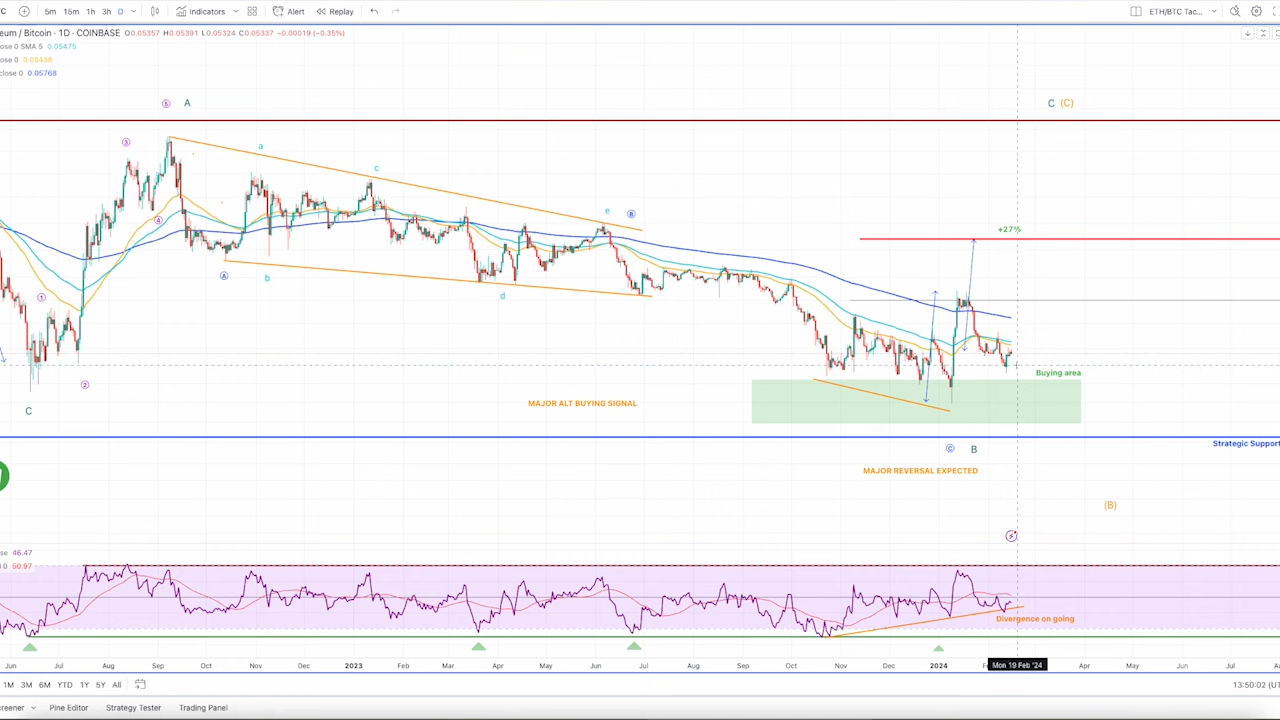 TC 5m 15m 1h 3h D Indicators Alert Replay ETH/BTC Tac...
eum / Bitcoin · 1D · COINBASE O0.05357 H0.05391 L0.05324 C0.05337 -0.00019 (-0.35%)
ose 0 SMA 5 0.05475
ose 0
close 0 0.05768
5 A C (C)
3
a
c
4 e B
+27%
A
b
d
1
Buying area
2
C MAJOR ALT BUYING SIGNAL
Strategic Support
C B
MAJOR REVERSAL EXPECTED
(B)
se 46.47
0 50.97
Divergence on going
Jun Jul Aug Sep Oct Nov Dec 2023 Feb Mar Apr May Jun Jul Aug Sep Oct Nov Dec 2024 Mon 19 Feb '24 Apr May Jun Jul
1M 3M 6M YTD 1Y 5Y All 13:50:02 (UT
creener Pine Editor Strategy Tester Trading Panel